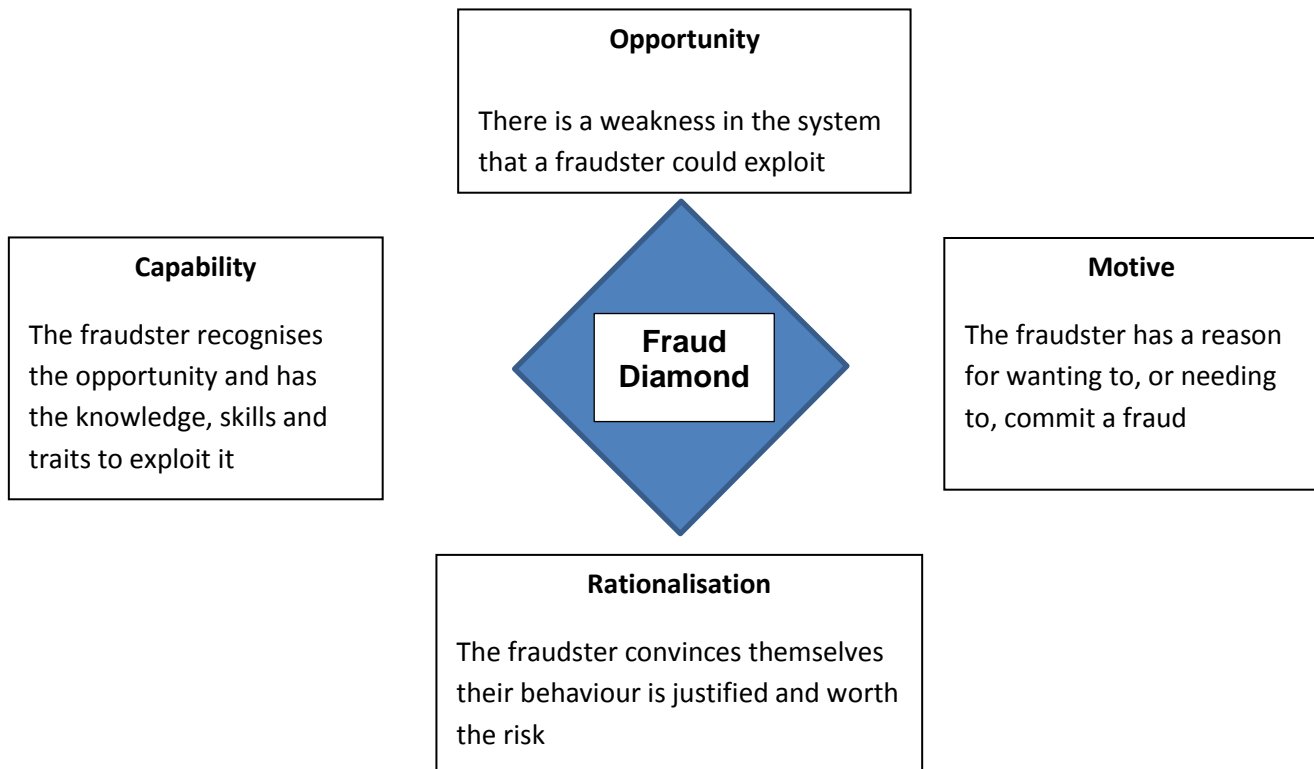 Opportunity
There is a weakness in the system
that a fraudster could exploit
Capability
The fraudster recognises
the opportunity and has
the knowledge, skills and
traits to exploit it
Fraud
Diamond
Motive
The fraudster has a reason
for wanting to, or needing
to, commit a fraud
Rationalisation
The fraudster convinces themselves
their behaviour is justified and worth
the risk